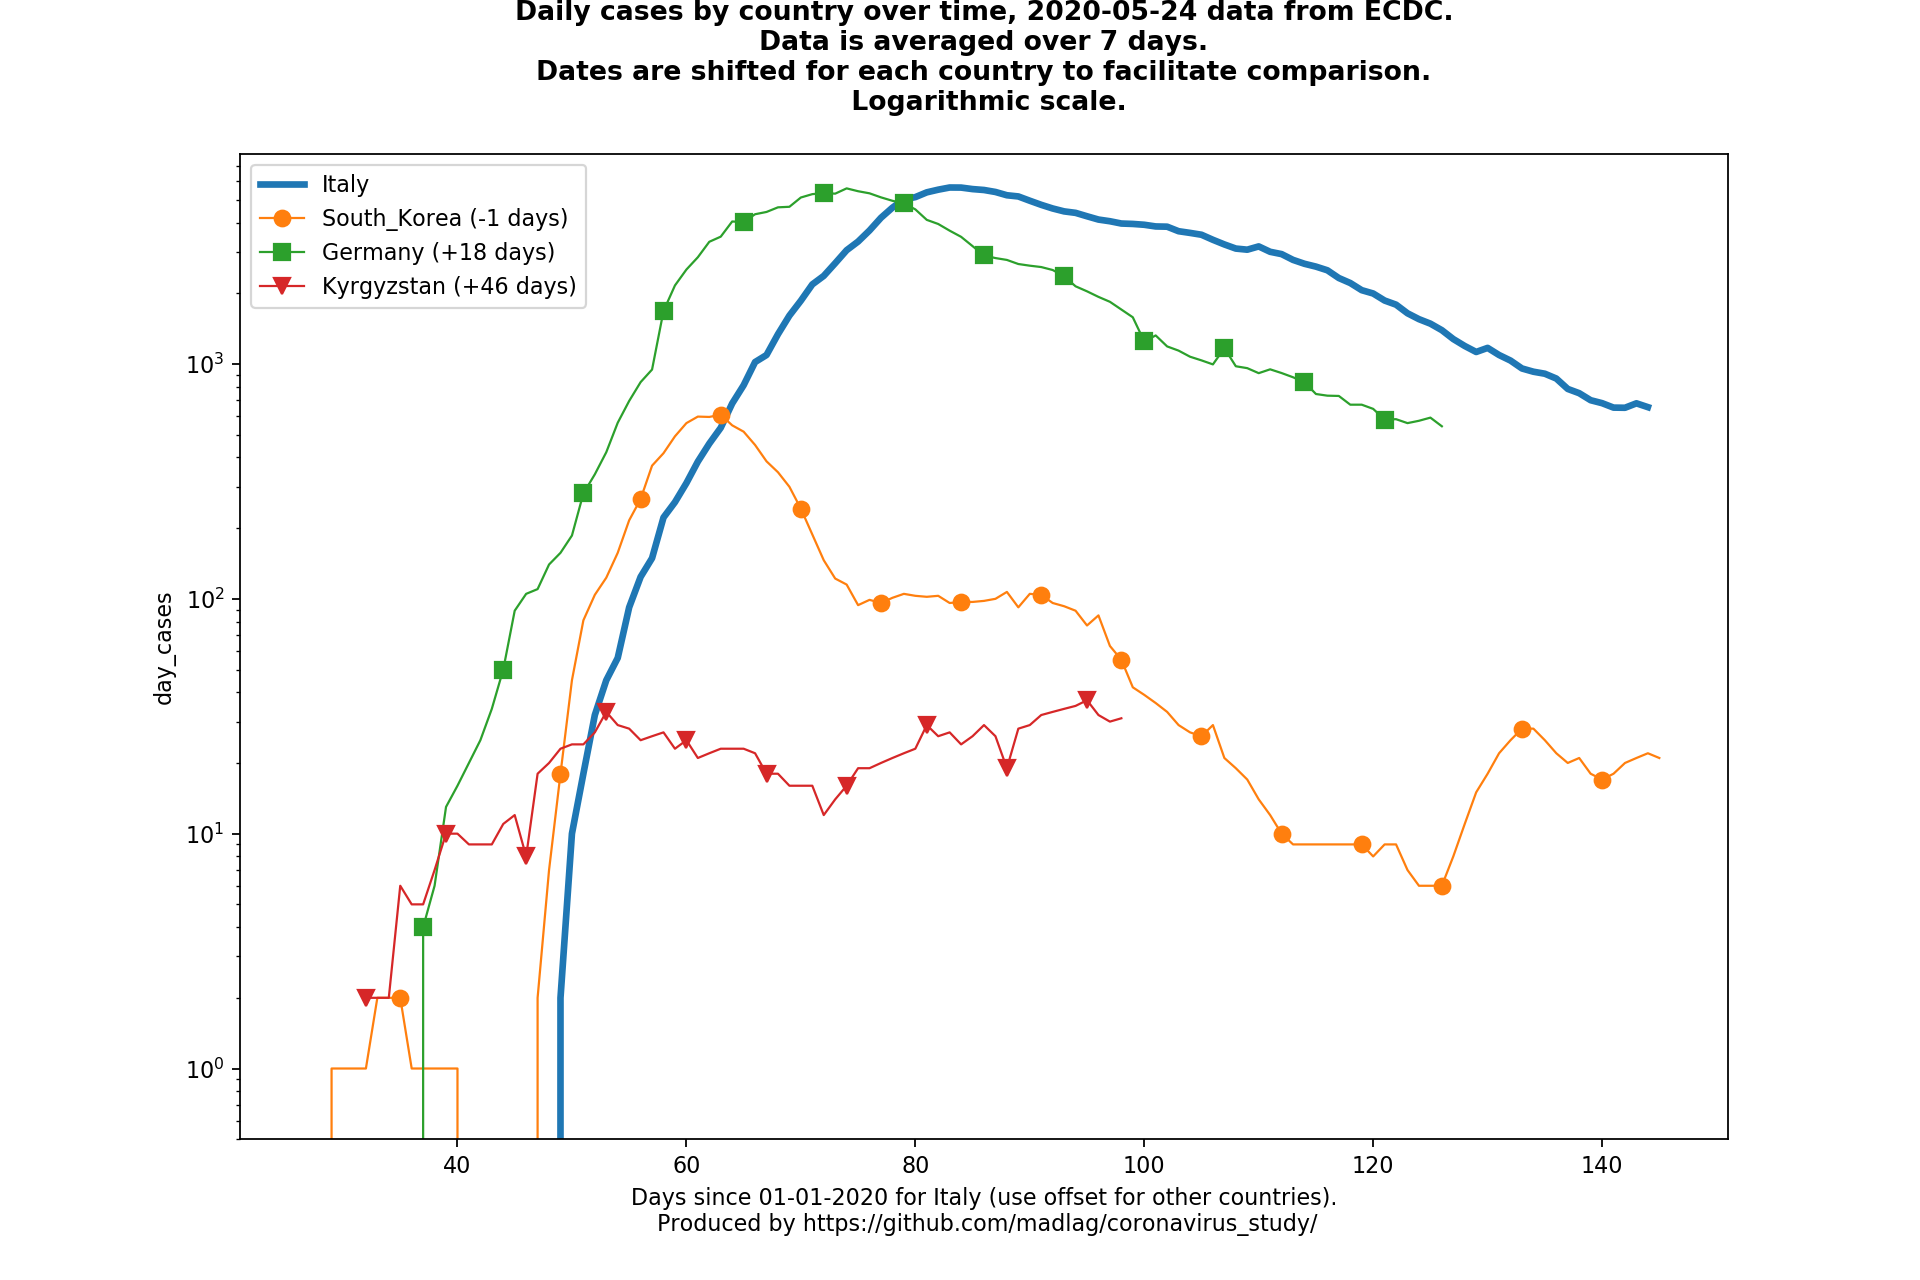 Daily cases by country over time, 2020-05-24 data from ECDC.
Data is averaged over 7 days.
Dates are shifted for each country to facilitate comparison.
Logarithmic scale.
Italy
South_Korea (-1 days)
Germany (+18 days)
Kyrgyzstan (+46 days)
10³
10²
10¹
10⁰
day_cases
40 60 80 100 120 140
Days since 01-01-2020 for Italy (use offset for other countries).
Produced by https://github.com/madlag/coronavirus_study/